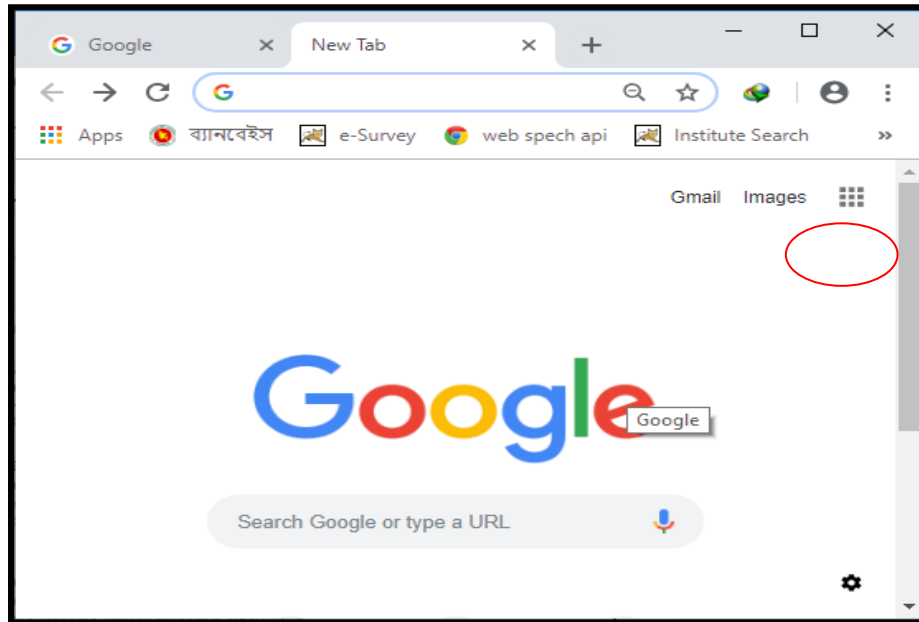 Google New Tab
Apps ব্যানবেইস e-Survey web spech api Institute Search
Gmail Images
Google
Google
Search Google or type a URL